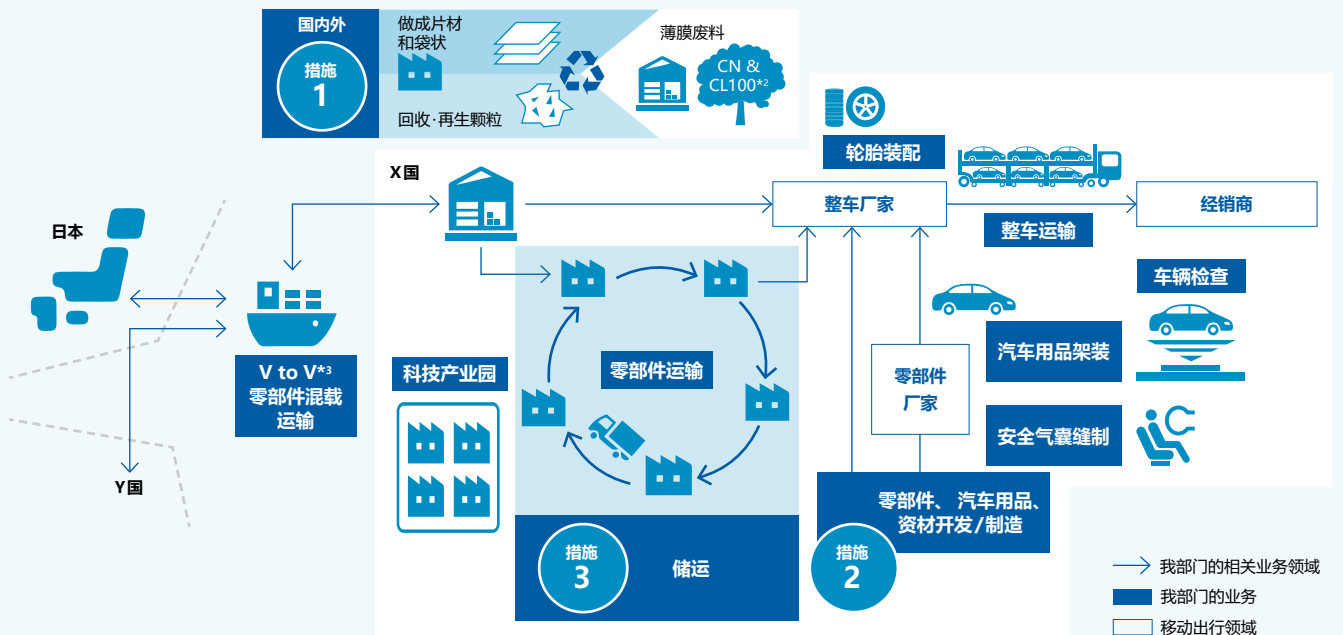 国内外
措施
1
做成片材
和袋状
回收·再生颗粒
薄膜废料
CN &
CL100*2
轮胎装配
X国
整车厂家
经销商
整车运输
日本
车辆检查
V to V*3
零部件混载
运输
科技产业园
零部件运输
零部件
厂家
汽车用品架装
安全气囊缝制
Y国
零部件、 汽车用品、
资材开发/制造
措施
3
储运
措施
2
我部门的相关业务领域
我部门的业务
移动出行领域